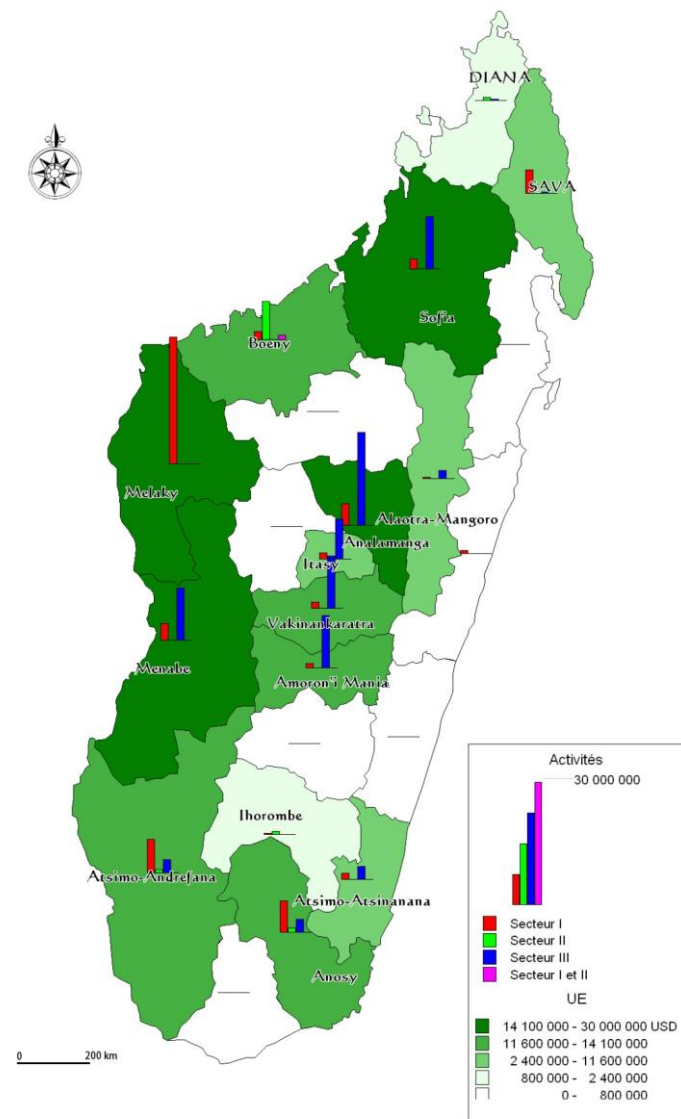 DIANA
SAVA
Sofia
Boeny
Melaky
Alaotra-Mangoro
Analamanga
Itasy
Vakinankaratra
Menabe
Amoron'i Mania
Ihorombe
Atsimo-Andrefana
Atsimo-Atsinanana
Anosy
0 200 km
Activités
30 000 000
Secteur I
Secteur II
Secteur III
Secteur I et II
UE
14 100 000 - 30 000 000 USD
11 600 000 - 14 100 000
2 400 000 - 11 600 000
800 000 - 2 400 000
0 - 800 000